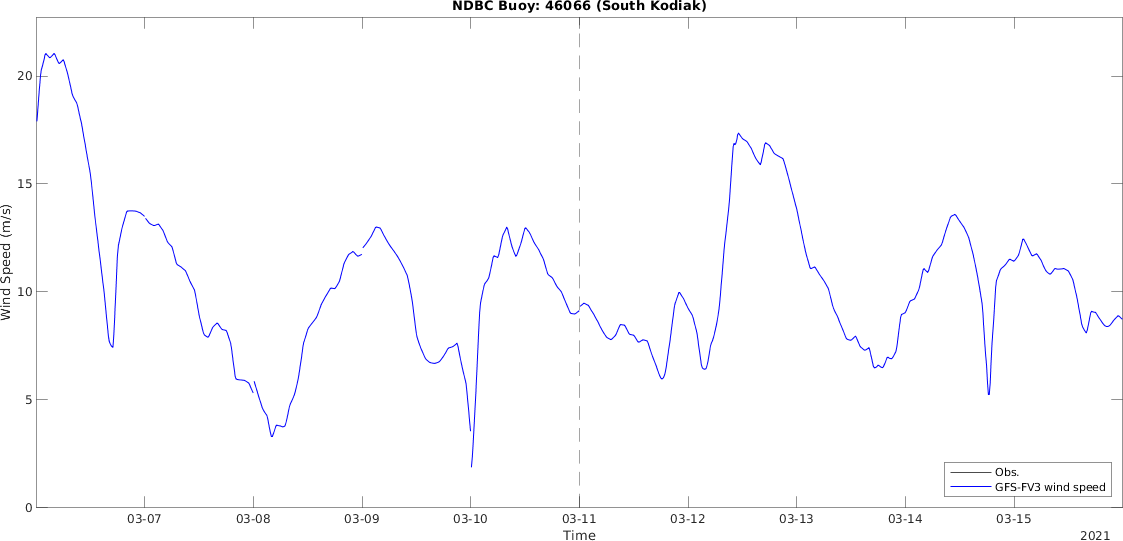 NDBC Buoy: 46066 (South Kodiak)
Wind Speed (m/s)
20
15
10
5
0
03-07 03-08 03-09 03-10 03-11 03-12 03-13 03-14 03-15
Time
2021
Obs.
GFS-FV3 wind speed